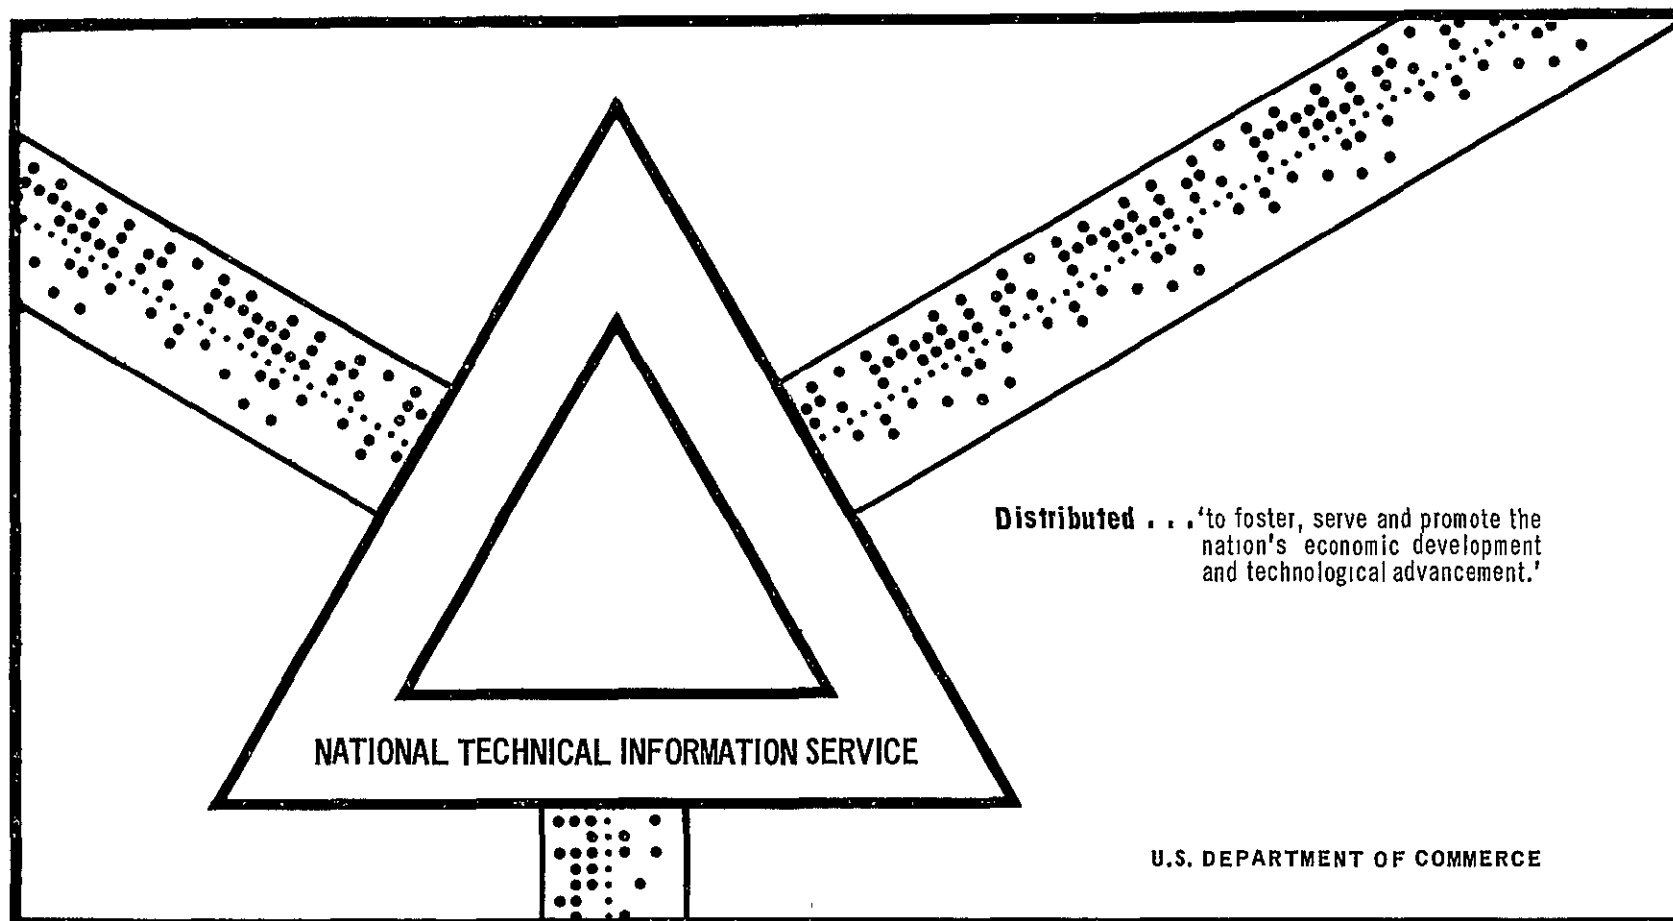 Distributed . . . 'to foster, serve and promote the
nation's economic development
and technological advancement.'
NATIONAL TECHNICAL INFORMATION SERVICE
U.S. DEPARTMENT OF COMMERCE